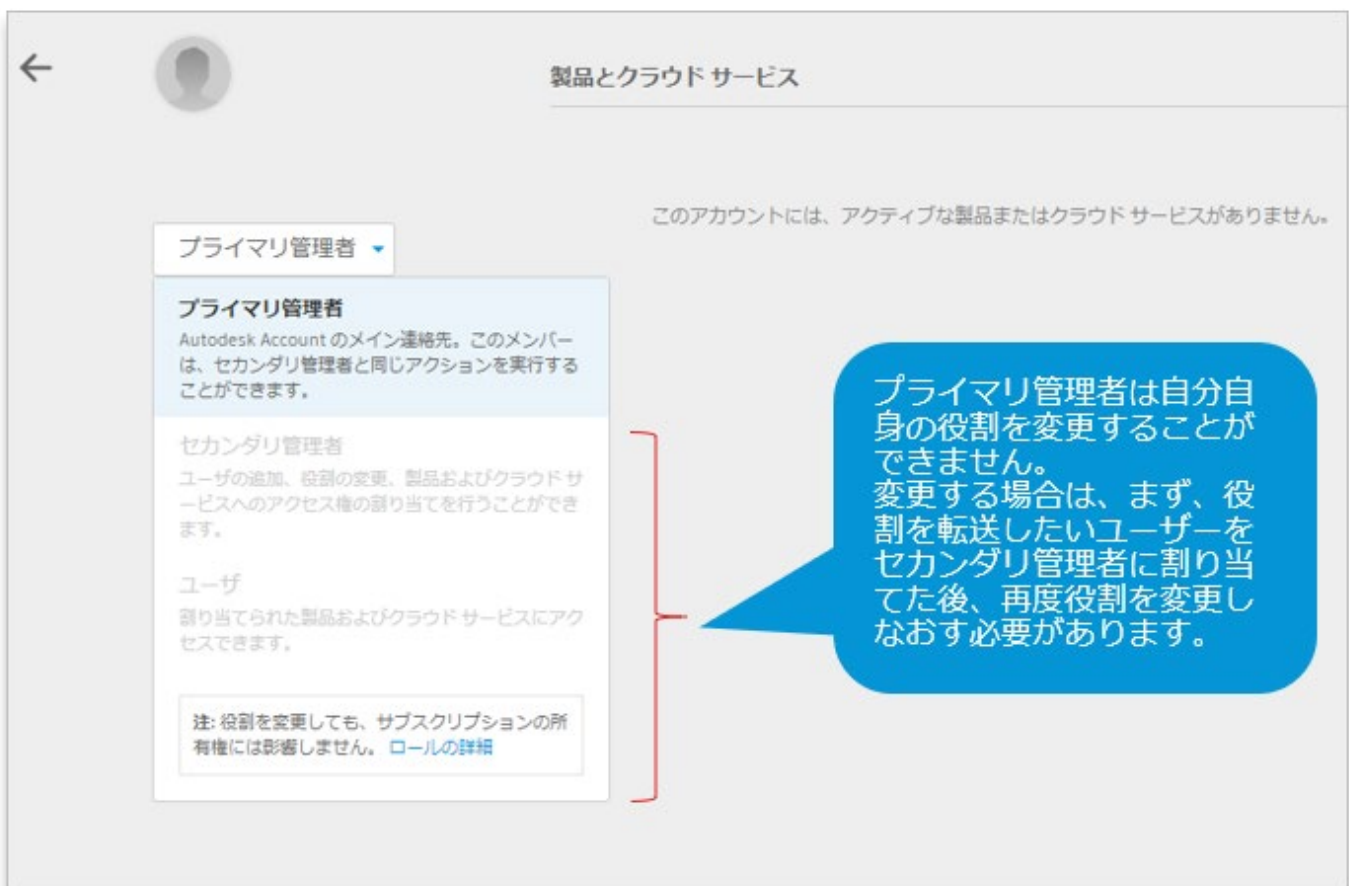 製品とクラウド サービス
このアカウントには、アクティブな製品またはクラウド サービスがありません。
プライマリ管理者
プライマリ管理者
Autodesk Account のメイン連絡先。このメンバー
は、セカンダリ管理者と同じアクションを実行する
ことができます。
セカンダリ管理者
ユーザの追加、役割の変更、製品およびクラウド サ
ービスへのアクセス権の割り当てを行うことができ
ます。
ユーザ
割り当てられた製品およびクラウド サービスにアク
セスできます。
注: 役割を変更しても、サブスクリプションの所
有権には影響しません。 ロールの詳細
プライマリ管理者は自分自
身の役割を変更することが
できません。
変更する場合は、まず、役
割を転送したいユーザーを
セカンダリ管理者に割り当
てた後、再度役割を変更し
なおす必要があります。